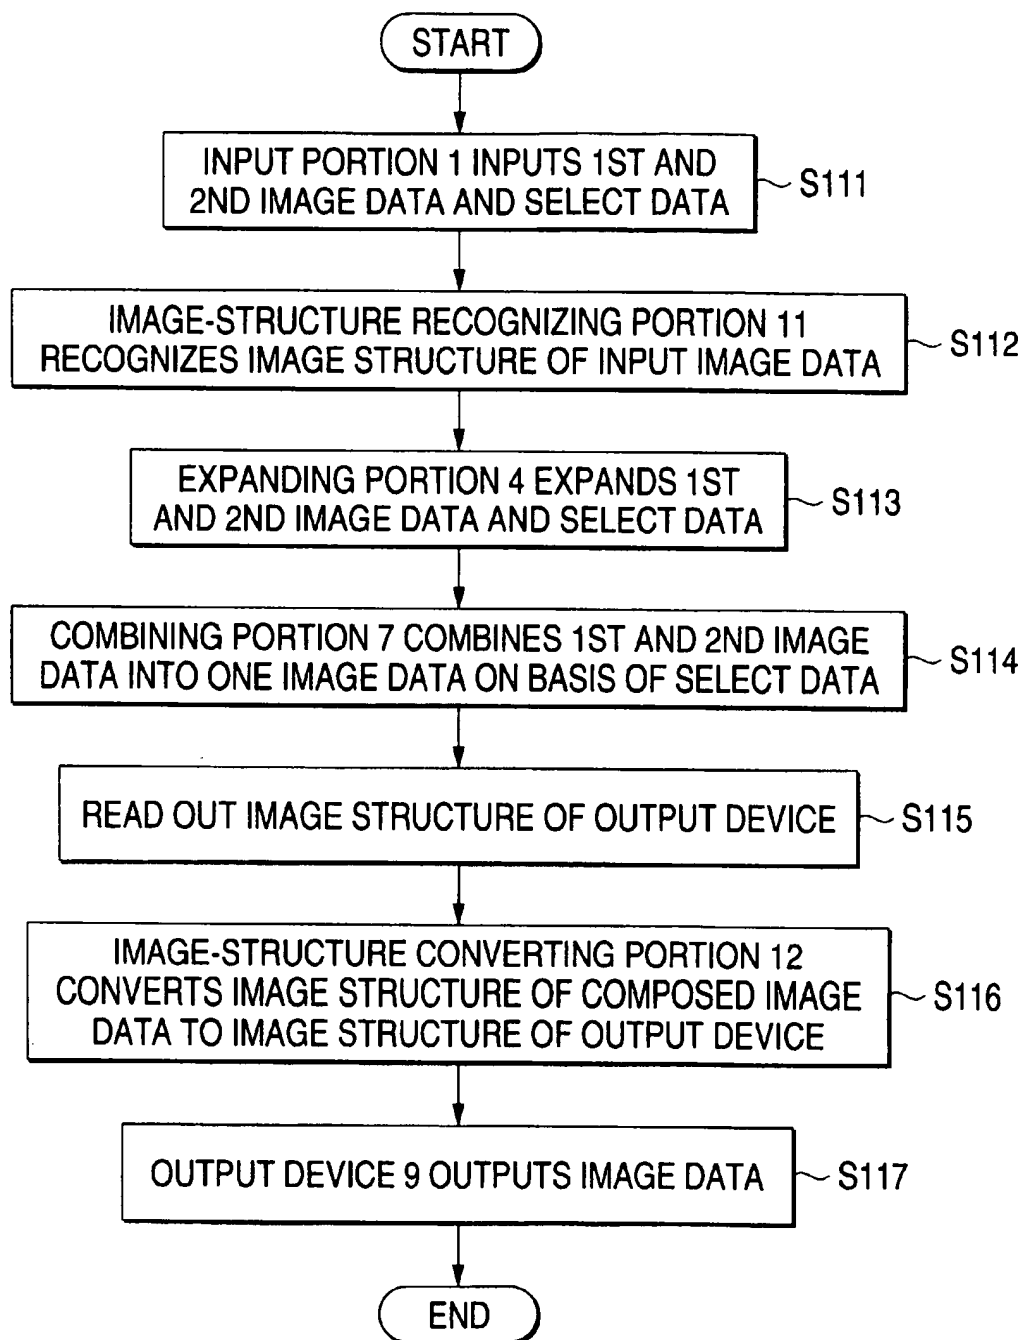 START
INPUT PORTION 1 INPUTS 1ST AND
2ND IMAGE DATA AND SELECT DATA
S111
IMAGE-STRUCTURE RECOGNIZING PORTION 11
RECOGNIZES IMAGE STRUCTURE OF INPUT IMAGE DATA
S112
EXPANDING PORTION 4 EXPANDS 1ST
AND 2ND IMAGE DATA AND SELECT DATA
S113
COMBINING PORTION 7 COMBINES 1ST AND 2ND IMAGE
DATA INTO ONE IMAGE DATA ON BASIS OF SELECT DATA
S114
READ OUT IMAGE STRUCTURE OF OUTPUT DEVICE
S115
IMAGE-STRUCTURE CONVERTING PORTION 12
CONVERTS IMAGE STRUCTURE OF COMPOSED IMAGE
DATA TO IMAGE STRUCTURE OF OUTPUT DEVICE
S116
OUTPUT DEVICE 9 OUTPUTS IMAGE DATA
S117
END